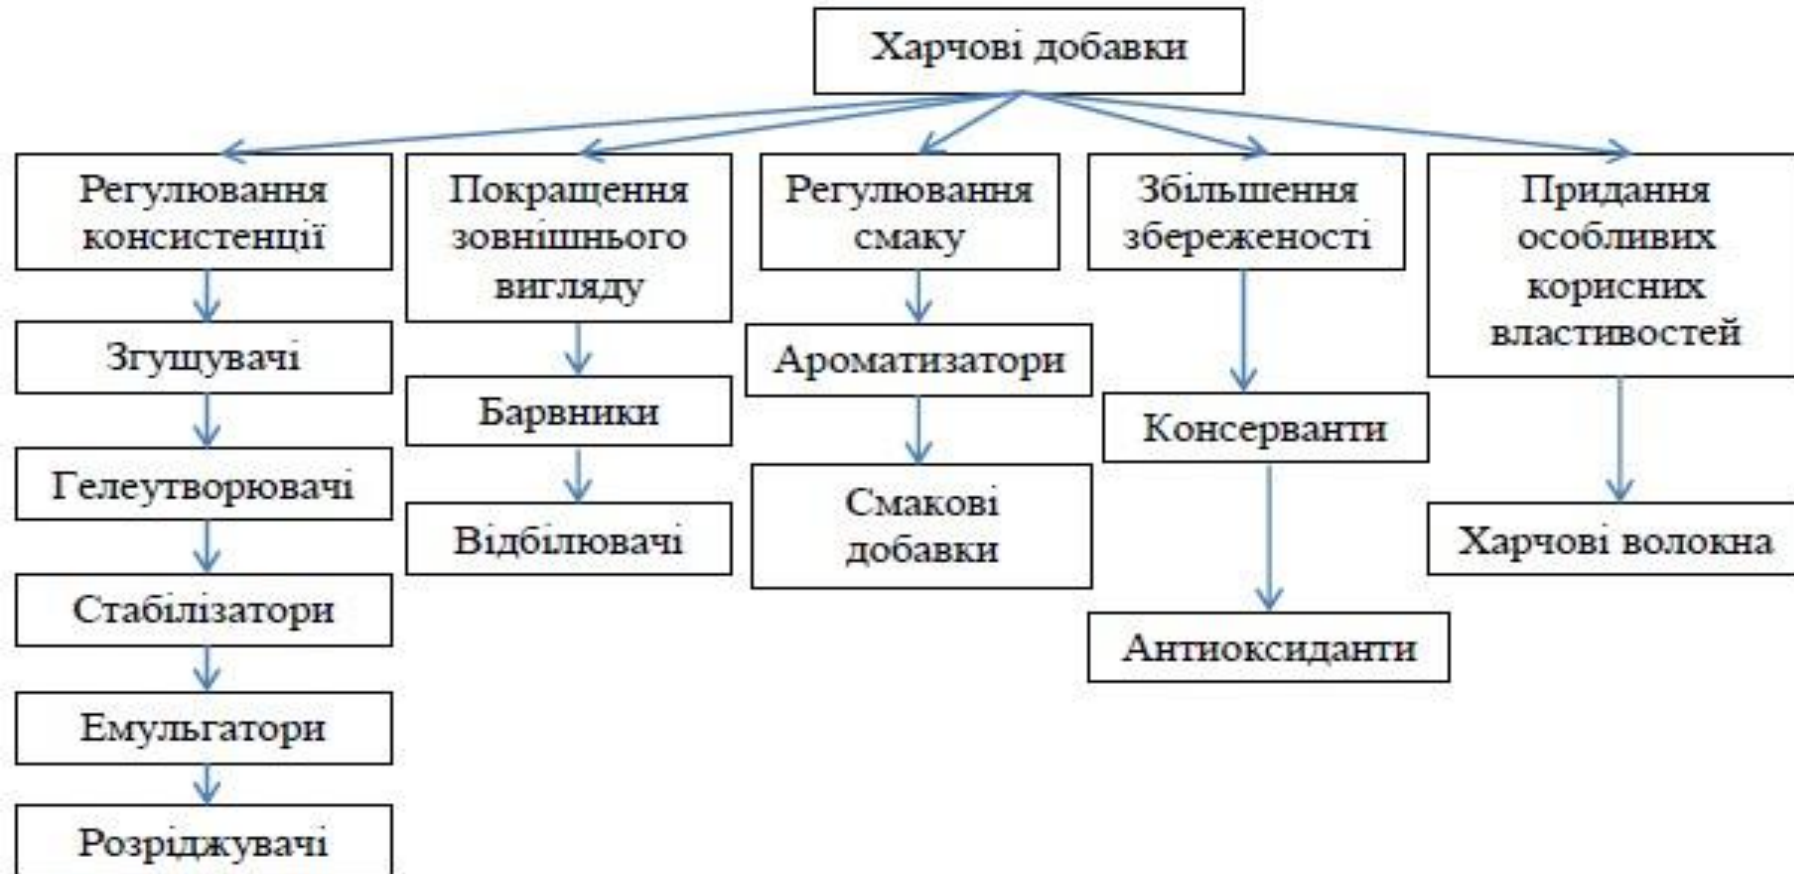 Харчові добавки
Регулювання
консистенції
Згущувачі
Гелеутворювачі
Стабілізатори
Емульгатори
Розріджувачі
Покращення
зовнішнього
вигляду
Барвники
Відбілювачі
Регулювання
смаку
Ароматизатори
Смакові
добавки
Збільшення
збереженості
Консерванти
Антиоксиданти
Придання
особливих
корисних
властивостей
Харчові волокна